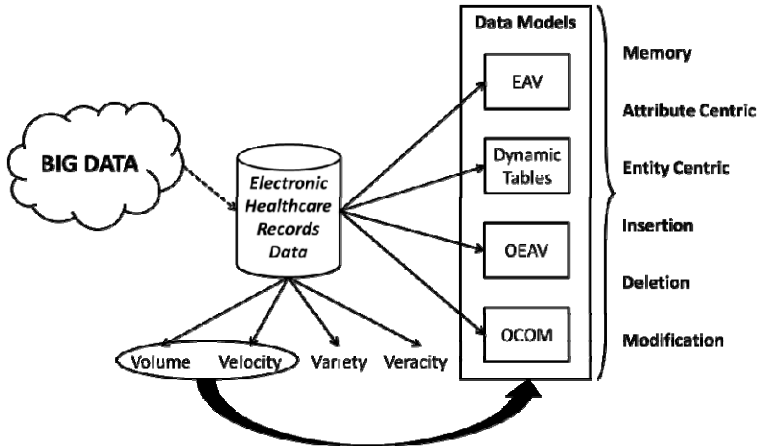 Data Models
EAV
Dynamic
Tables
OEAV
OCOM
Memory
Attribute Centric
Entity Centric
Insertion
Deletion
Modification
BIG DATA
Electronic
Healthcare
Records
Data
Volume Velocity Variety Veracity